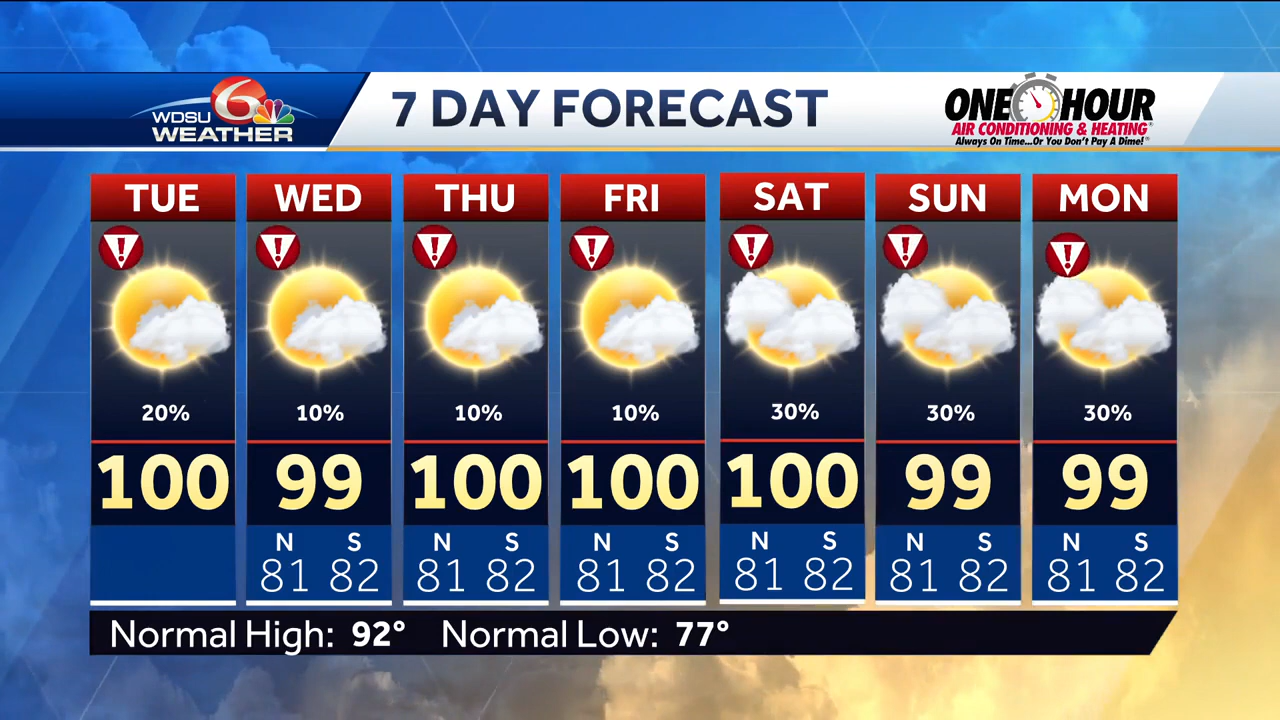 WDSU 6
WEATHER
7 DAY FORECAST
ONE HOUR
AIR CONDITIONING & HEATING®
Always On Time...Or You Don't Pay A Dime!®
TUE WED THU FRI SAT SUN MON
! ! ! ! ! ! !
20% 10% 10% 10% 30% 30% 30%
100 99 100 100 100 99 99
N S N S N S N S N S N S
81 82 81 82 81 82 81 82 81 82 81 82
Normal High: 92° Normal Low: 77°